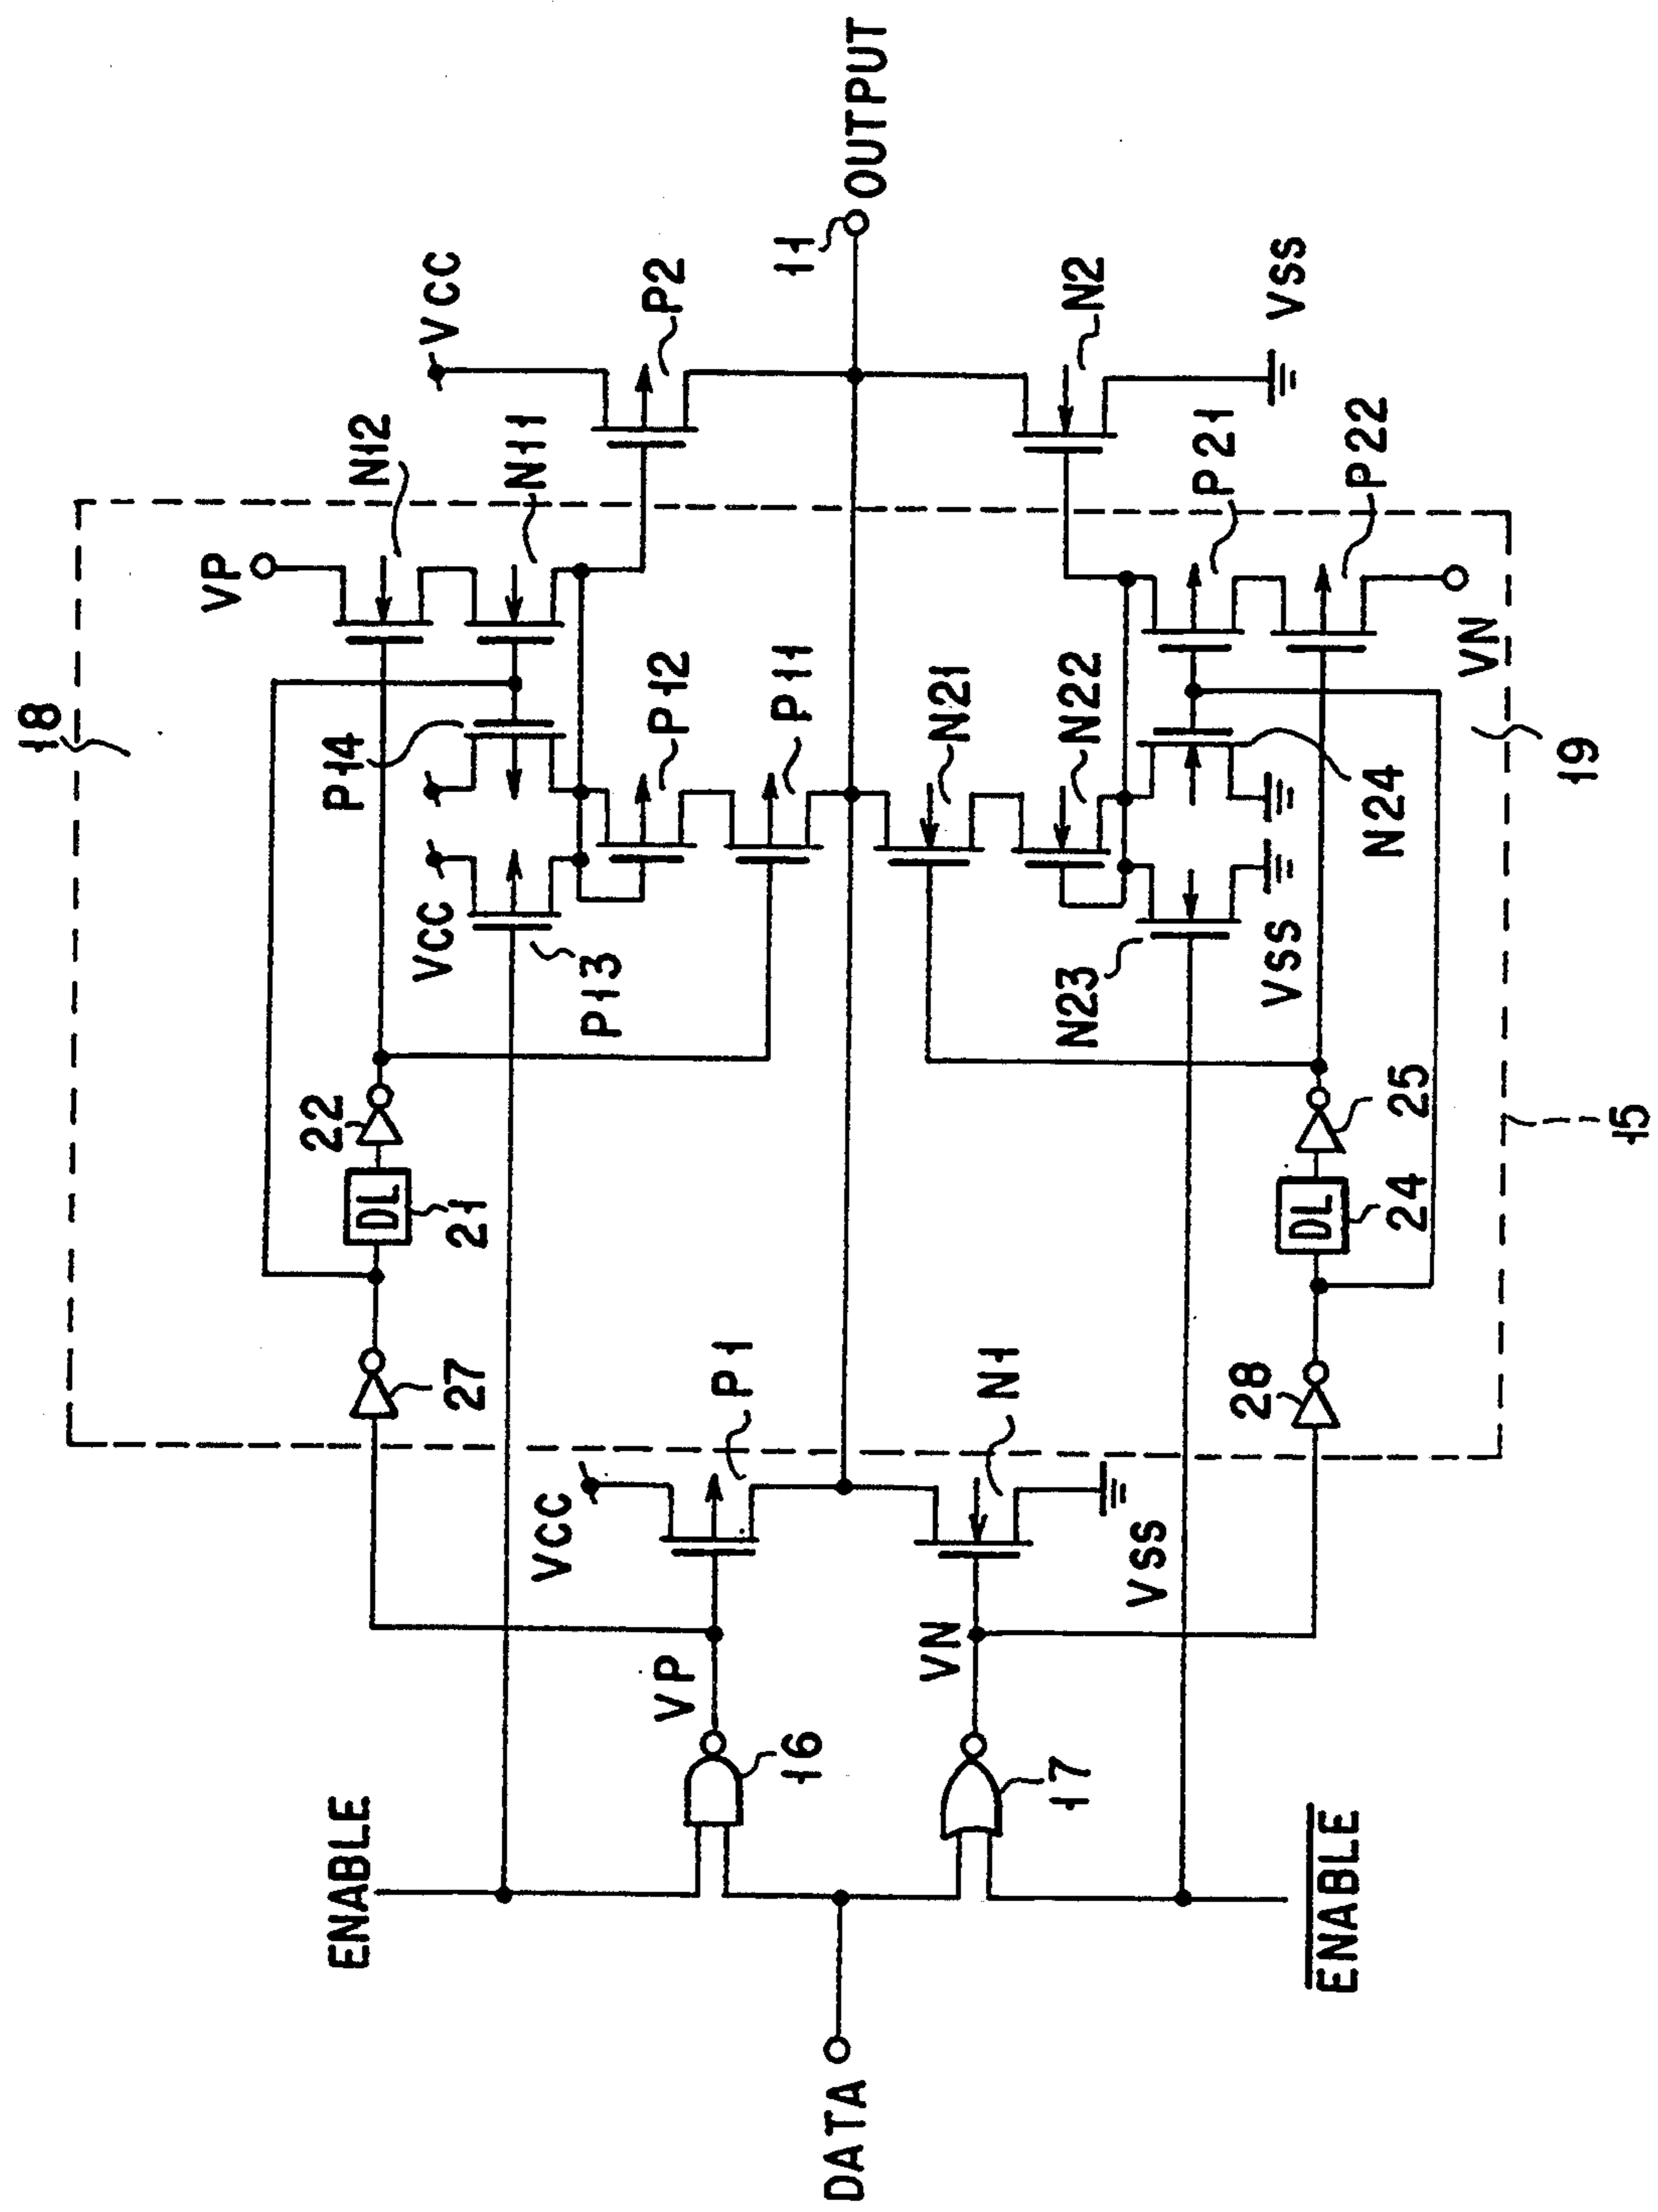 18
VP
N12
VCC
P14
N11
P2
VCC
P13
P12
P11
22
DL
21
27
11
OUTPUT
ENABLE
VCC
P1
VP
16
DATA
VN
17
N1
VSS
N21
N22
N2
VSS
N23
N24
P21
P22
VSS
VN
28
DL
24
25
19
15
ENABLE